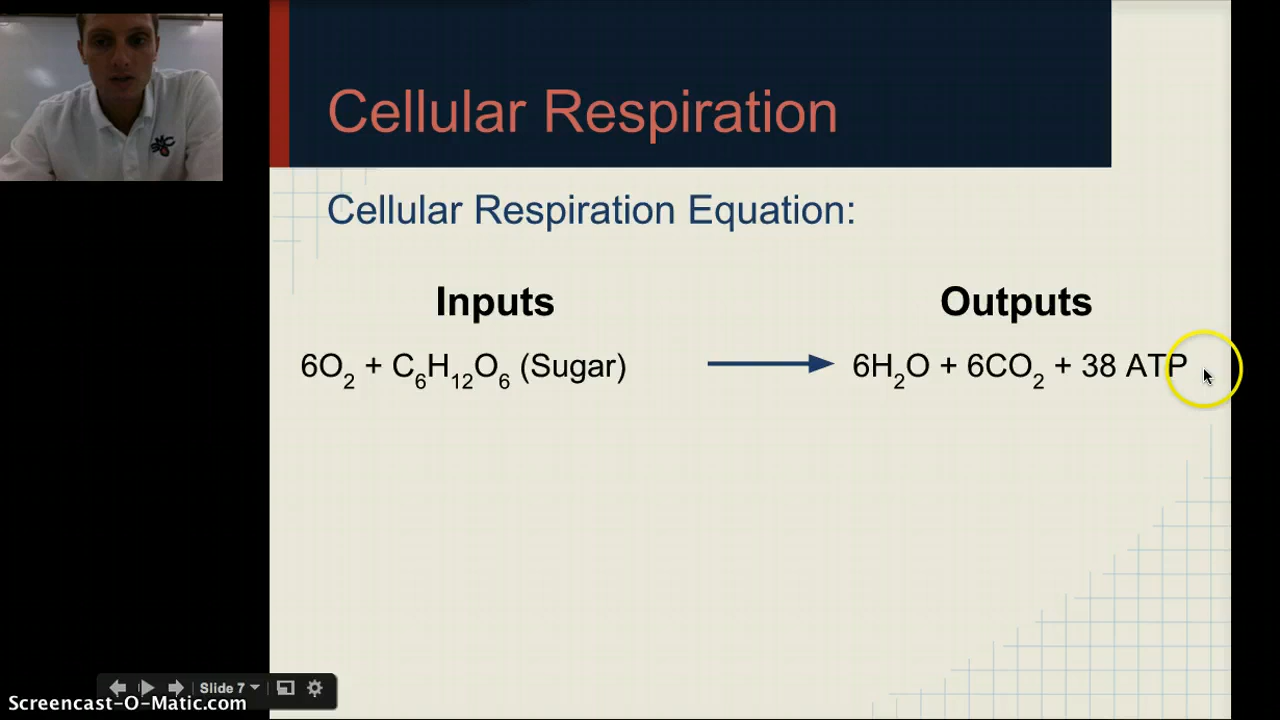 Cellular Respiration
Cellular Respiration Equation:
Inputs
Outputs
6O₂ + C₆H₁₂O₆ (Sugar)
6H₂O + 6CO₂ + 38 ATP
Slide 7
Screencast-O-Matic.com